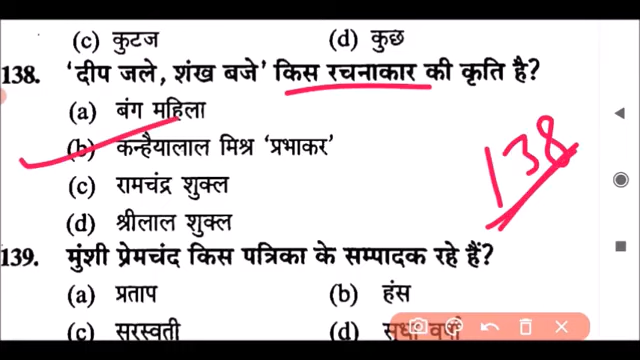 (c) कुटज (d) कुछ
138. 'दीप जले, शंख बजे' किस रचनाकार की कृति है?
(a) बंग महिला
(b) कन्हैयालाल मिश्र 'प्रभाकर'
(c) रामचंद्र शुक्ल
(d) श्रीलाल शुक्ल
138
139. मुंशी प्रेमचंद किस पत्रिका के सम्पादक रहे हैं?
(a) प्रताप (b) हंस
(c) सरस्वती (d) सुधा वर्षा